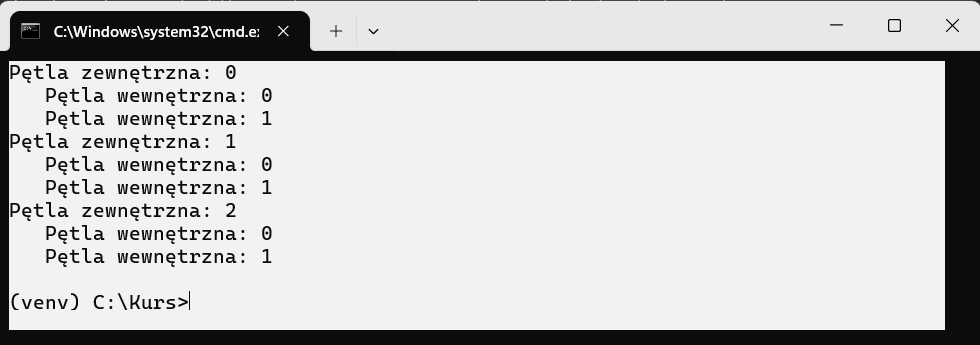 C:\Windows\system32\cmd.e
Pętla zewnętrzna: 0
   Pętla wewnętrzna: 0
   Pętla wewnętrzna: 1
Pętla zewnętrzna: 1
   Pętla wewnętrzna: 0
   Pętla wewnętrzna: 1
Pętla zewnętrzna: 2
   Pętla wewnętrzna: 0
   Pętla wewnętrzna: 1
(venv) C:\Kurs>